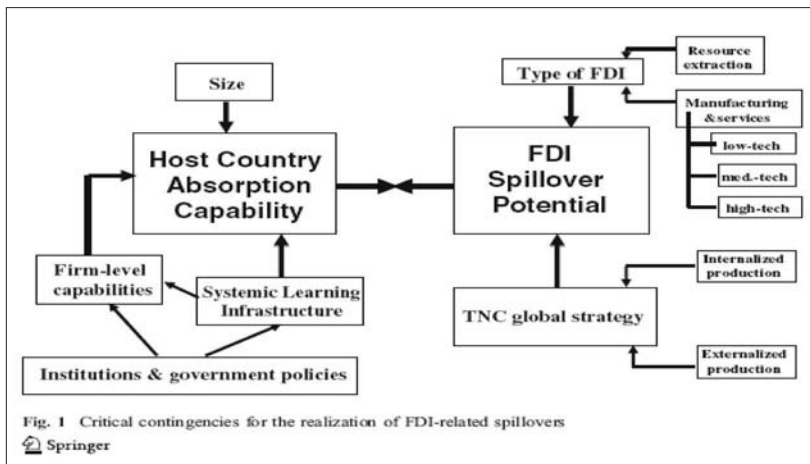 Size
Host Country
Absorption
Capability
Firm-level
capabilities
Systemic Learning
Infrastructure
Institutions & government policies
Type of FDI
Resource
extraction
Manufacturing
&services
low-tech
med.-tech
high-tech
FDI
Spillover
Potential
TNC global strategy
Internalized
production
Externalized
production
Fig. 1 Critical contingencies for the realization of FDI-related spillovers
Springer